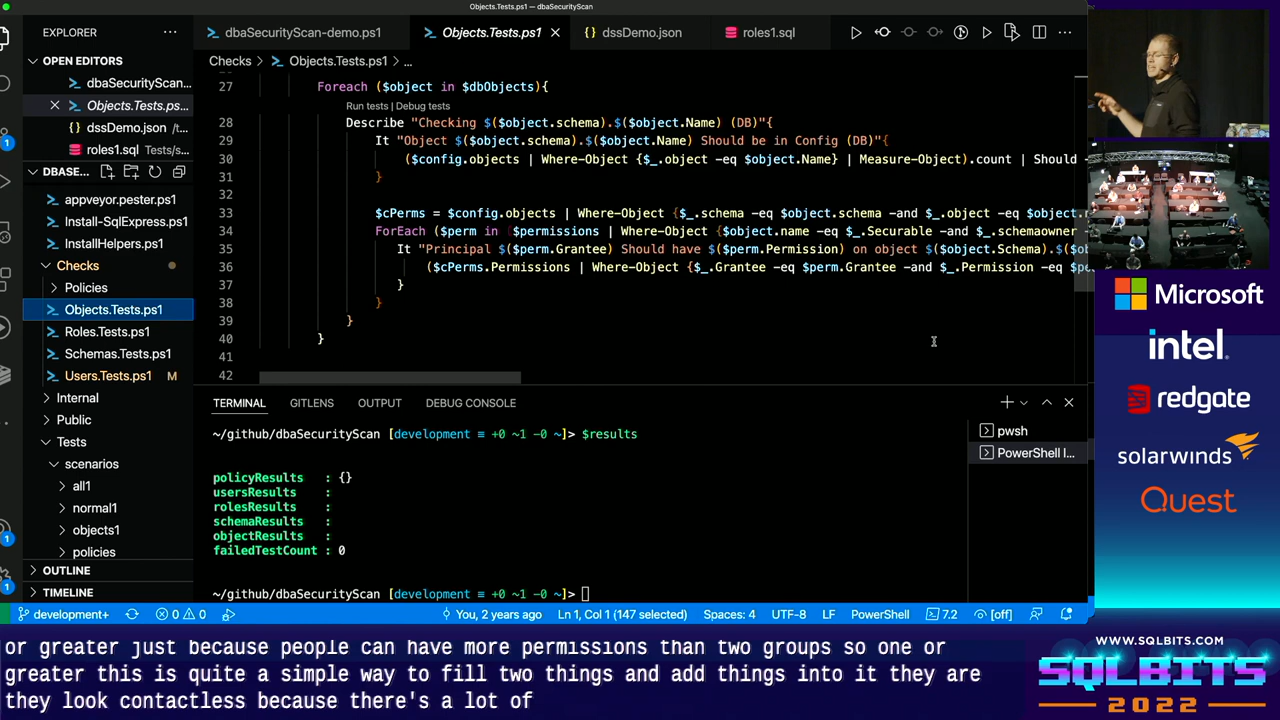 Objects.Tests.ps1 — dbaSecurityScan
EXPLORER
OPEN EDITORS
dbaSecurityScan...
Objects.Tests.ps...
dssDemo.json /t...
roles1.sql Tests/s...
DBASE...
appveyor.pester.ps1
Install-SqlExpress.ps1
InstallHelpers.ps1
Checks
Policies
Objects.Tests.ps1
Roles.Tests.ps1
Schemas.Tests.ps1
Users.Tests.ps1 M
Internal
Public
Tests
scenarios
all1
normal1
objects1
policies
OUTLINE
TIMELINE
dbaSecurityScan-demo.ps1
Objects.Tests.ps1
dssDemo.json
roles1.sql
Checks > Objects.Tests.ps1 > ...
27 Foreach ($object in $dbObjects){
Run tests | Debug tests
28 Describe "Checking $($object.schema).$($object.Name) (DB)"{
29 It "Object $($object.schema).$($object.Name) Should be in Config (DB)"{
30 ($config.objects | Where-Object {$_.object -eq $object.Name} | Measure-Object).count | Should
31 }
32
33 $cPerms = $config.objects | Where-Object {$_.schema -eq $object.schema -and $_.object -eq $object.
34 ForEach ($perm in ($permissions | Where-Object {$object.name -eq $_.Securable -and $_.schemaowner
35 It "Principal $($perm.Grantee) Should have $($perm.Permission) on object $($object.Schema).$
36 ($cPerms.Permissions | Where-Object {$_.Grantee -eq $perm.Grantee -and $_.Permission -eq
37 }
38 }
39 }
40 }
41
42
TERMINAL GITLENS OUTPUT DEBUG CONSOLE
~/github/dbaSecurityScan [development ≡ +0 ~1 -0 ~]> $results
policyResults : {}
usersResults :
rolesResults :
schemaResults :
objectResults :
failedTestCount : 0
~/github/dbaSecurityScan [development ≡ +0 ~1 -0 ~]>
pwsh
PowerShell I...
development+ 0 0 You, 2 years ago Ln 1, Col 1 (147 selected) Spaces: 4 UTF-8 LF PowerShell 7.2 [off]
Microsoft
intel.
redgate
solarwinds
Quest
or greater just because people can have more permissions than two groups so one or
greater this is quite a simple way to fill two things and add things into it they are
they look contactless because there's a lot of
WWW.SQLBITS.COM
SQLBITS
2022